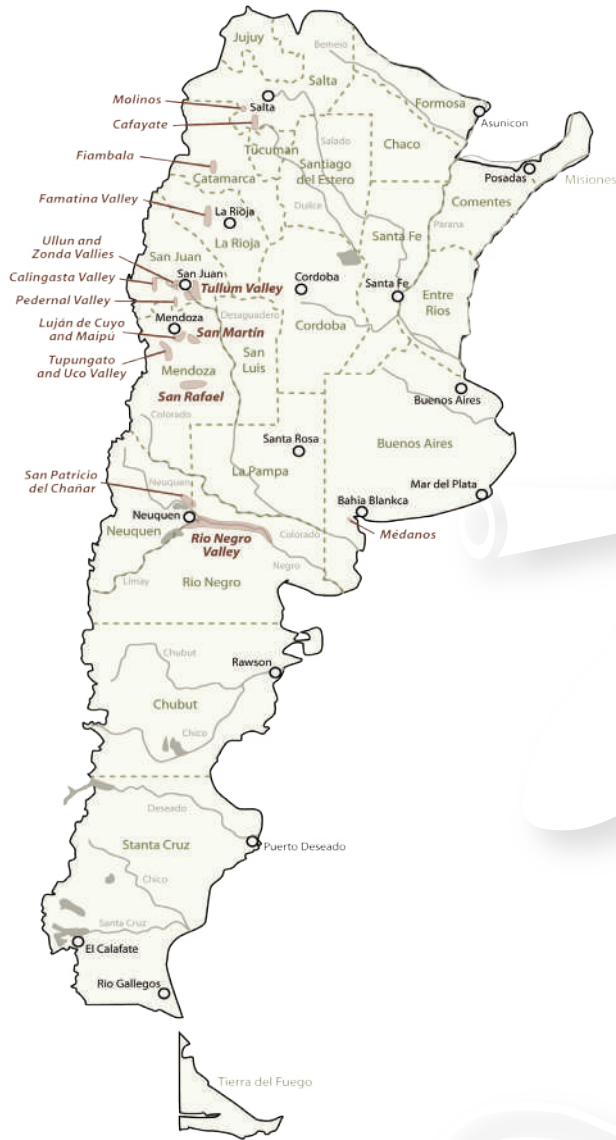 Jujuy
Bemejo
Salta
Molinos
Salta
Formosa
Cafayate
Asunicon
Salado
Chaco
Tucuman
Fiambala
Santiago
del Estero
Posadas
Misiones
Catamarca
Famatina Valley
Dulice
Comentes
La Rioja
Parana
Santa Fe
La Rioja
Ullun and
Zonda Vallies
San Juan
San Juan
Calingasta Valley
Tullum Valley
Cordoba
Santa Fe
Entre
Rios
Pedernal Valley
Mendoza
Desaguadero
Luján de Cuyo
and Maipú
San Martín
Cordoba
Tupungato
and Uco Valley
San
Luis
Mendoza
San Rafael
Buenos Aires
Colorado
Santa Rosa
Buenos Aires
La Pampa
San Patricio
del Chañar
Neuquen
Mar del Plata
Bahia Blankca
Neuquen
Neuquen
Rio Negro
Valley
Colorado
Médanos
Negro
Limay
Rio Negro
Chubut
Rawson
Chubut
Chico
Deseado
Stanta Cruz
Puerto Deseado
Chico
Santa Cruz
El Calafate
Rio Gallegos
Tierra del Fuego